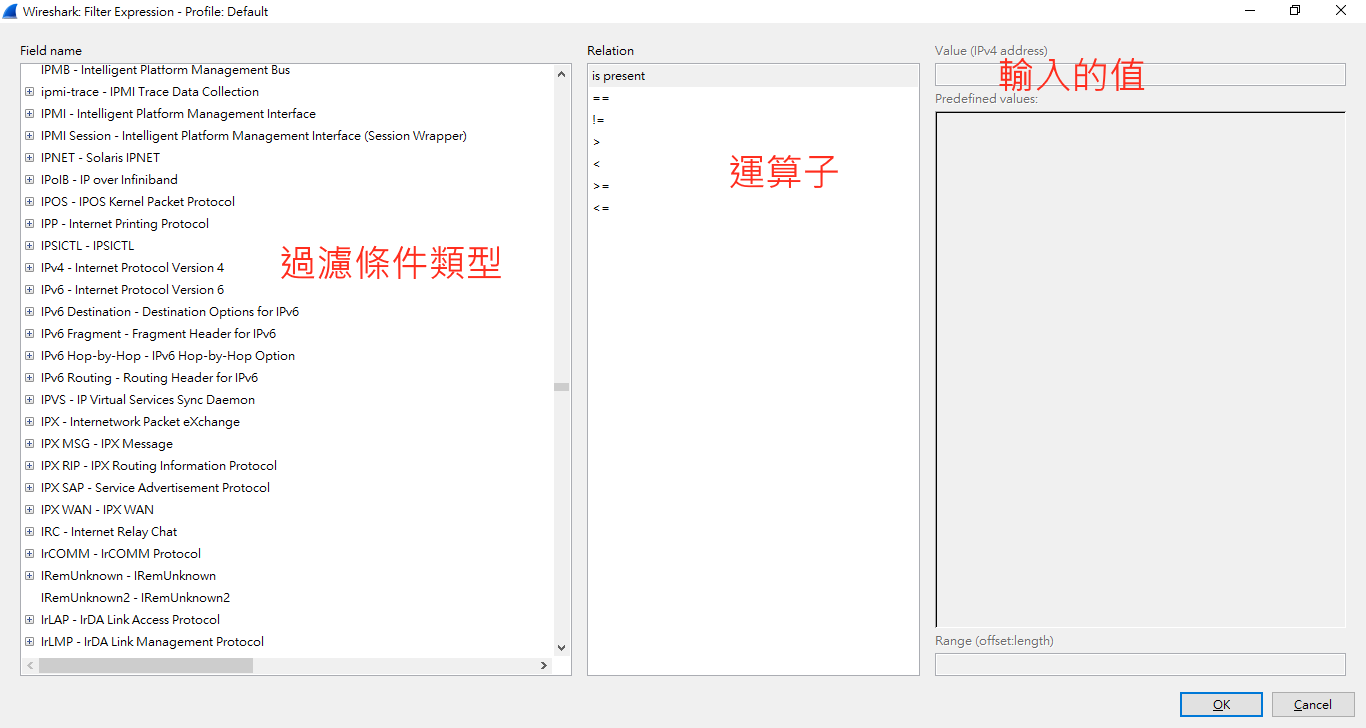 Wireshark: Filter Expression - Profile: Default
Field name
IPMB - Intelligent Platform Management Bus
ipmi-trace - IPMI Trace Data Collection
IPMI - Intelligent Platform Management Interface
IPMI Session - Intelligent Platform Management Interface (Session Wrapper)
IPNET - Solaris IPNET
IPoIB - IP over Infiniband
IPOS - IPOS Kernel Packet Protocol
IPP - Internet Printing Protocol
IPSICTL - IPSICTL
IPv4 - Internet Protocol Version 4
過濾條件類型
IPv6 - Internet Protocol Version 6
IPv6 Destination - Destination Options for IPv6
IPv6 Fragment - Fragment Header for IPv6
IPv6 Hop-by-Hop - IPv6 Hop-by-Hop Option
IPv6 Routing - Routing Header for IPv6
IPVS - IP Virtual Services Sync Daemon
IPX - Internetwork Packet eXchange
IPX MSG - IPX Message
IPX RIP - IPX Routing Information Protocol
IPX SAP - Service Advertisement Protocol
IPX WAN - IPX WAN
IRC - Internet Relay Chat
IrCOMM - IrCOMM Protocol
IRemUnknown - IRemUnknown
IRemUnknown2 - IRemUnknown2
IrLAP - IrDA Link Access Protocol
IrLMP - IrDA Link Management Protocol
Relation
is present
==
!=
>
<
>=
<=
運算子
Value (IPv4 address)
輸入的值
Predefined values:
Range (offset:length)
OK
Cancel